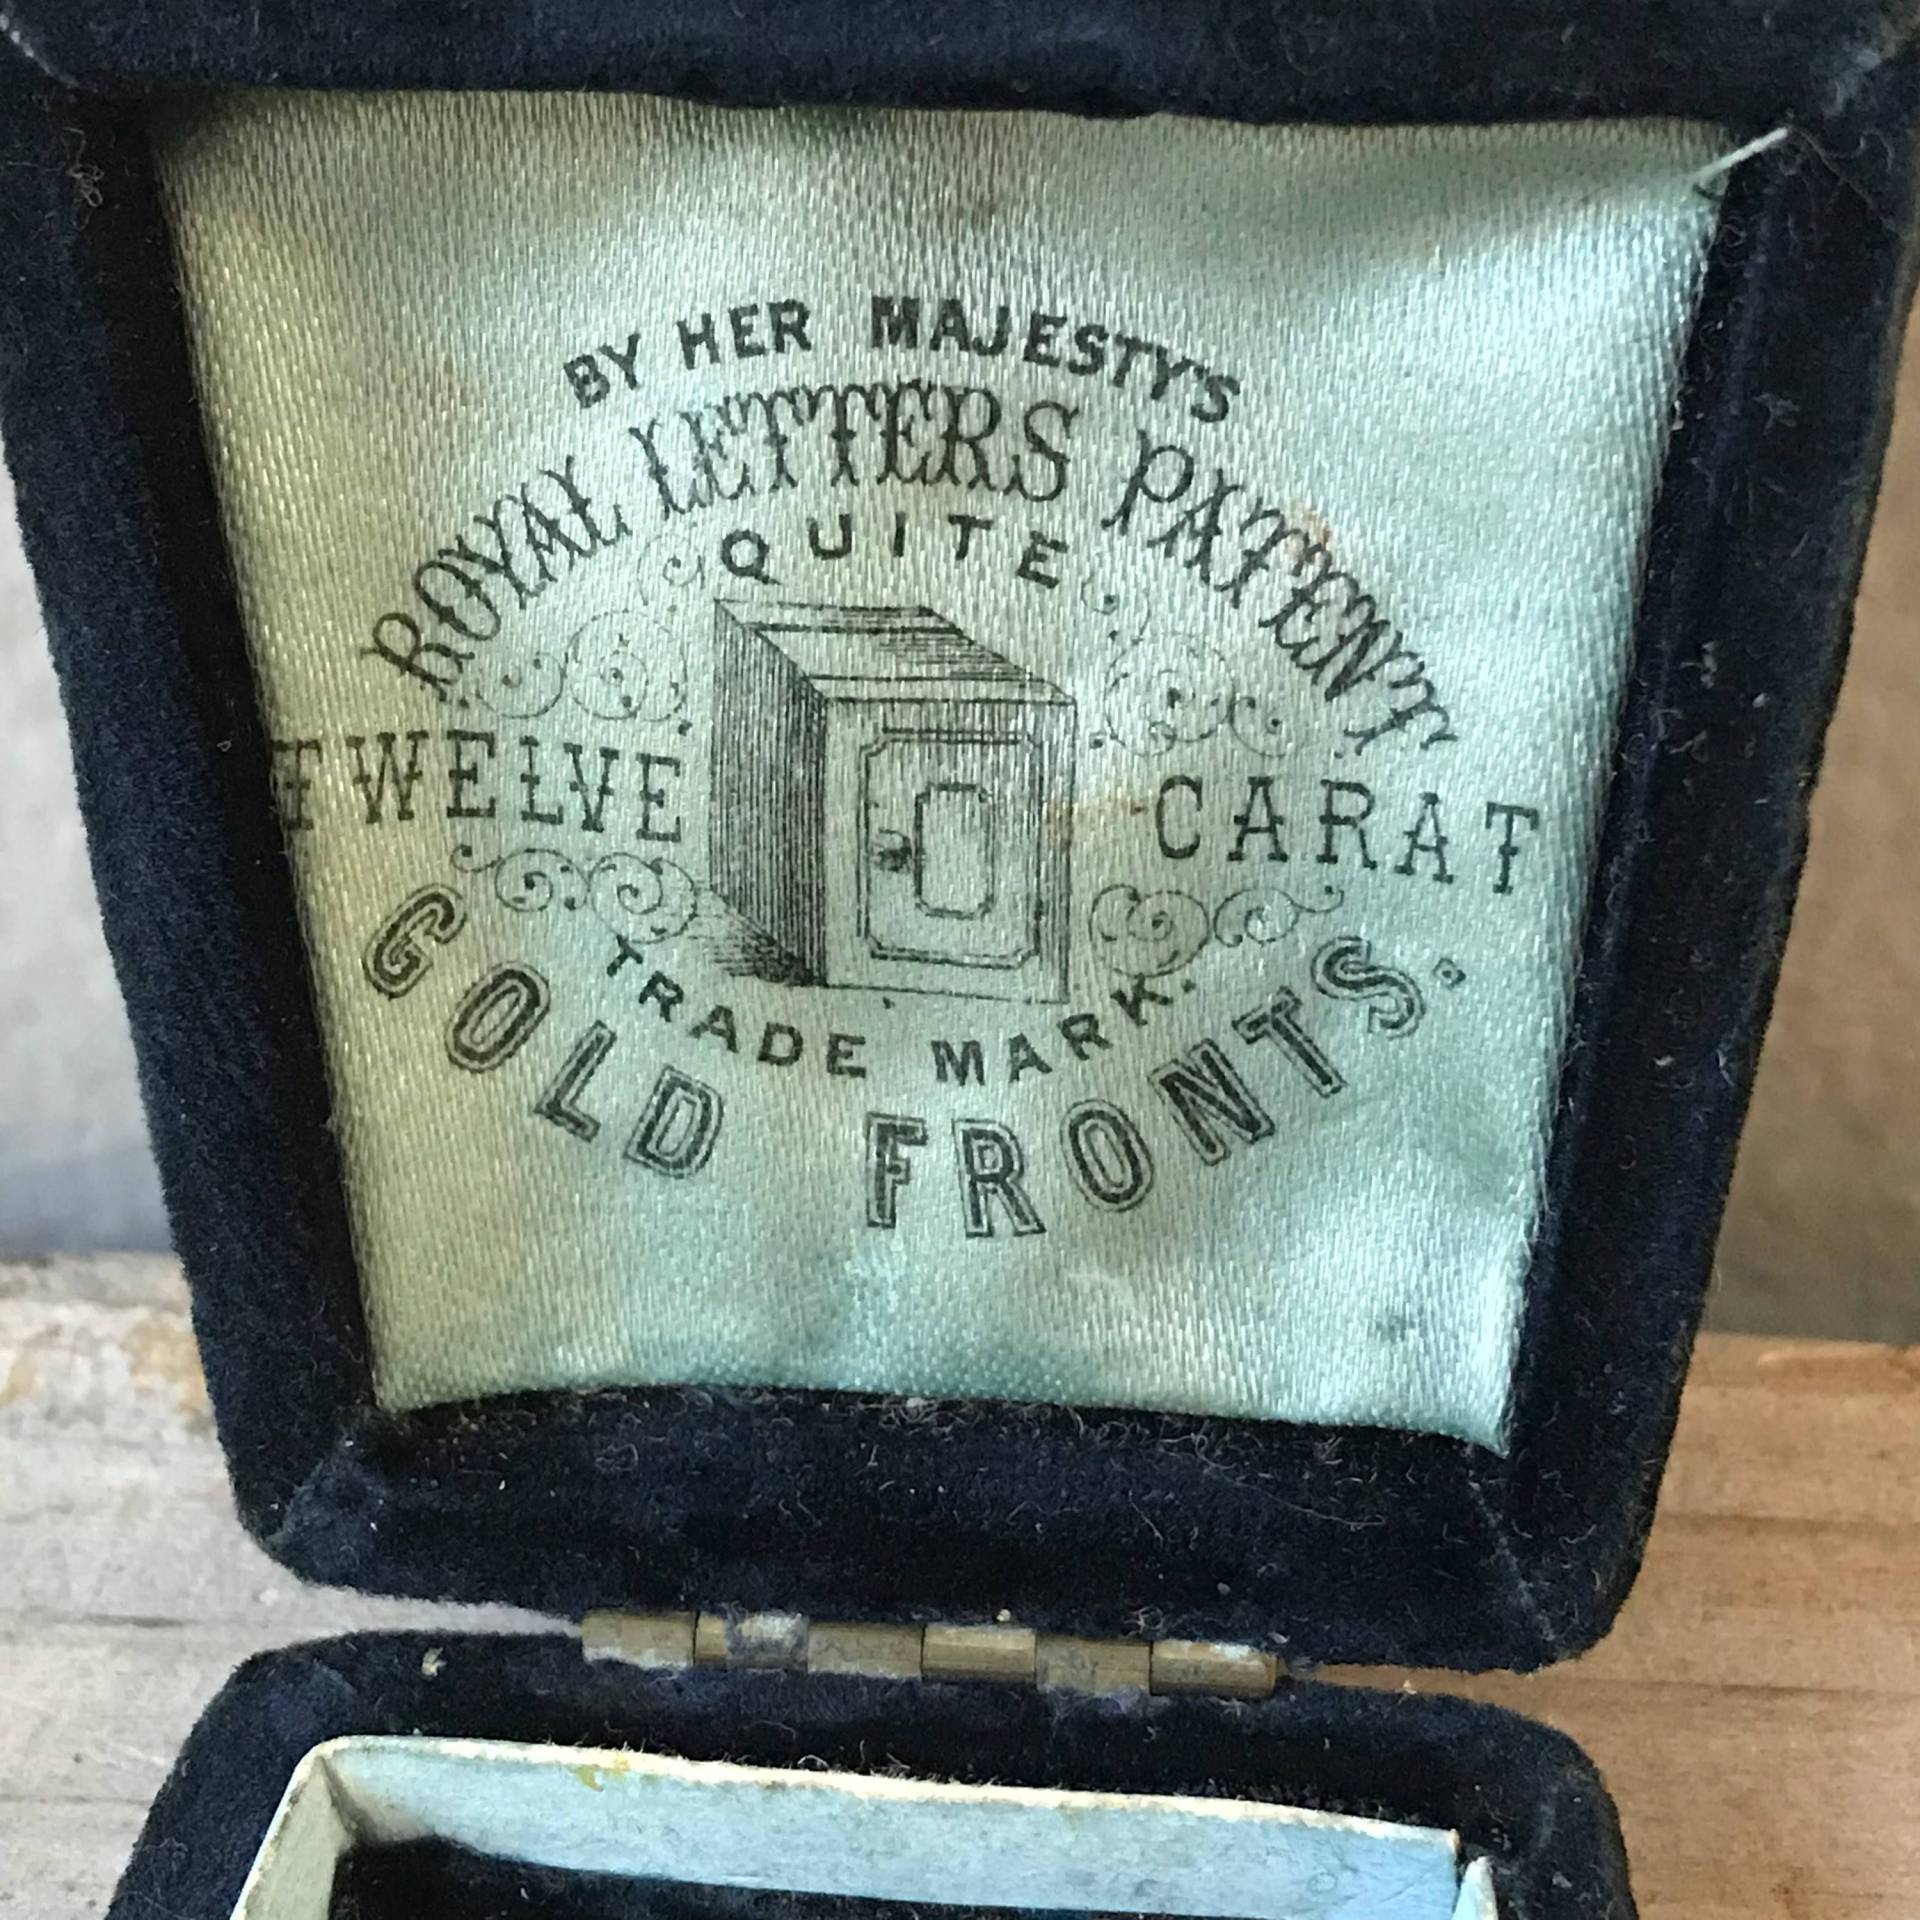 BY HER MAJESTY'S
ROYAL LETTERS PATENT
QUITE
TWELVE CARAT
TRADE MARK.
GOLD FRONTS.